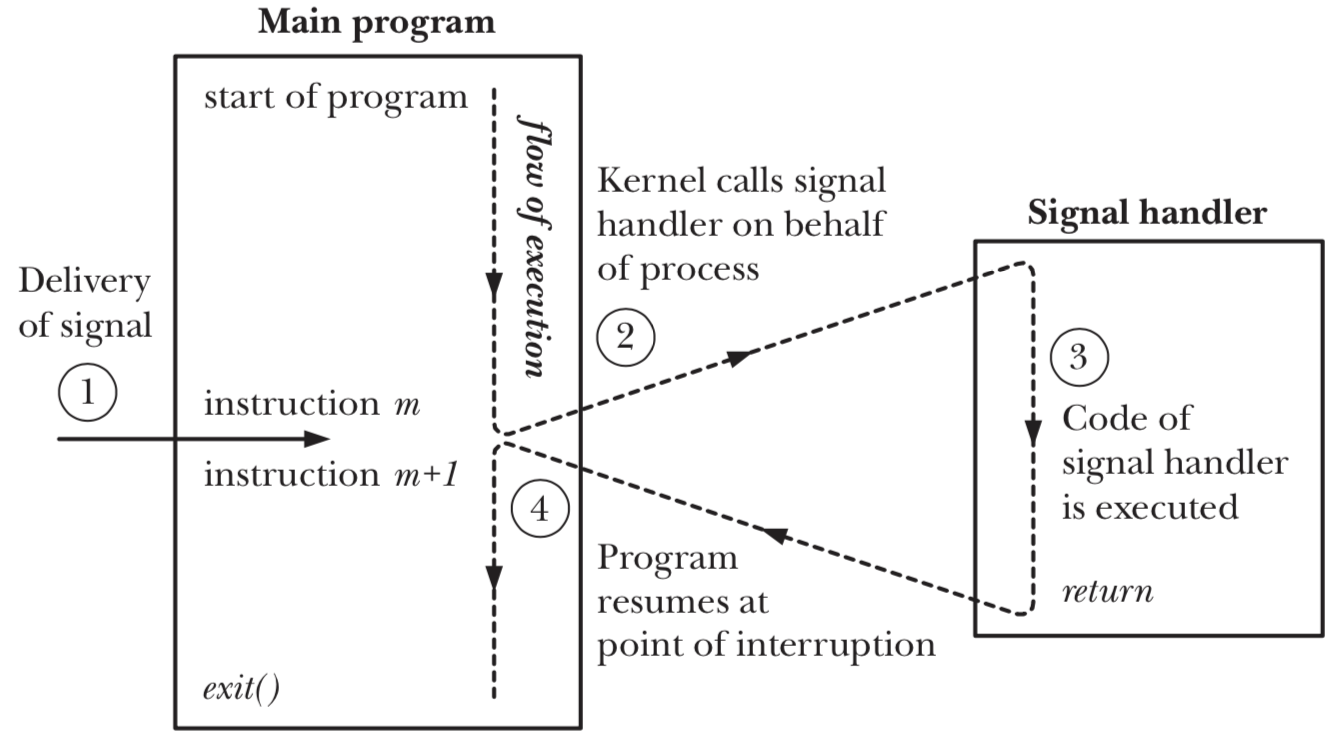 Main program
start of program
flow of execution
Kernel calls signal
handler on behalf
of process
2
Signal handler
Delivery
of signal
1
instruction m
instruction m+1
3
Code of
signal handler
is executed
return
4
Program
resumes at
point of interruption
exit()